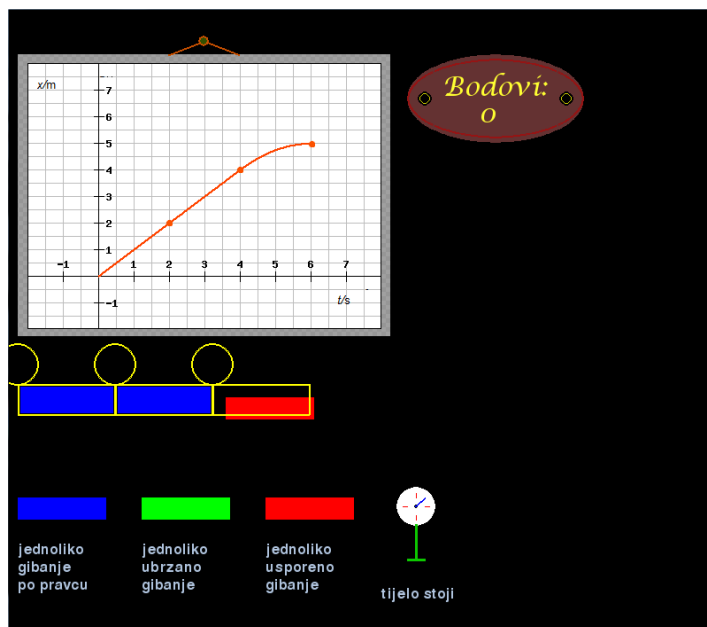 x/m
7
6
5
4
3
2
1
-1 1 2 3 4 5 6 7
-1
t/s
Bodovi:
0
jednoliko
gibanje
po pravcu
jednoliko
ubrzano
gibanje
jednoliko
usporeno
gibanje
tijelo stoji